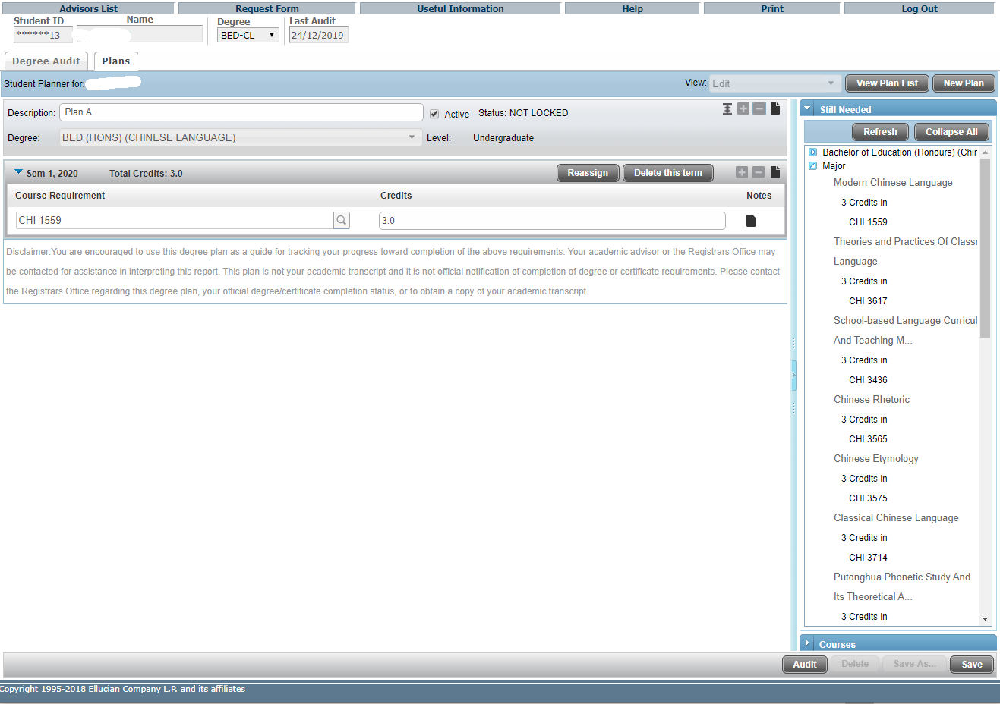 Advisors List Request Form Useful Information Help Print Log Out
Student ID Name Degree Last Audit
******13 BED-CL 24/12/2019
Degree Audit Plans
Student Planner for: View: Edit View Plan List New Plan
Description: Plan A Active Status: NOT LOCKED
Degree: BED (HONS) (CHINESE LANGUAGE) Level: Undergraduate
Sem 1, 2020 Total Credits: 3.0 Reassign Delete this term
Course Requirement Credits Notes
CHI 1559 3.0
Disclaimer:You are encouraged to use this degree plan as a guide for tracking your progress toward completion of the above requirements. Your academic advisor or the Registrars Office may
be contacted for assistance in interpreting this report. This plan is not your academic transcript and it is not official notification of completion of degree or certificate requirements. Please contact
the Registrars Office regarding this degree plan, your official degree/certificate completion status, or to obtain a copy of your academic transcript.
Still Needed
Refresh Collapse All
Bachelor of Education (Honours) (Chir
Major
Modern Chinese Language
3 Credits in
CHI 1559
Theories and Practices Of Classr
Language
3 Credits in
CHI 3617
School-based Language Curricul
And Teaching M...
3 Credits in
CHI 3436
Chinese Rhetoric
3 Credits in
CHI 3565
Chinese Etymology
3 Credits in
CHI 3575
Classical Chinese Language
3 Credits in
CHI 3714
Putonghua Phonetic Study And
Its Theoretical A...
3 Credits in
Courses
Audit Delete Save As... Save
Copyright 1995-2018 Ellucian Company L.P. and its affiliates